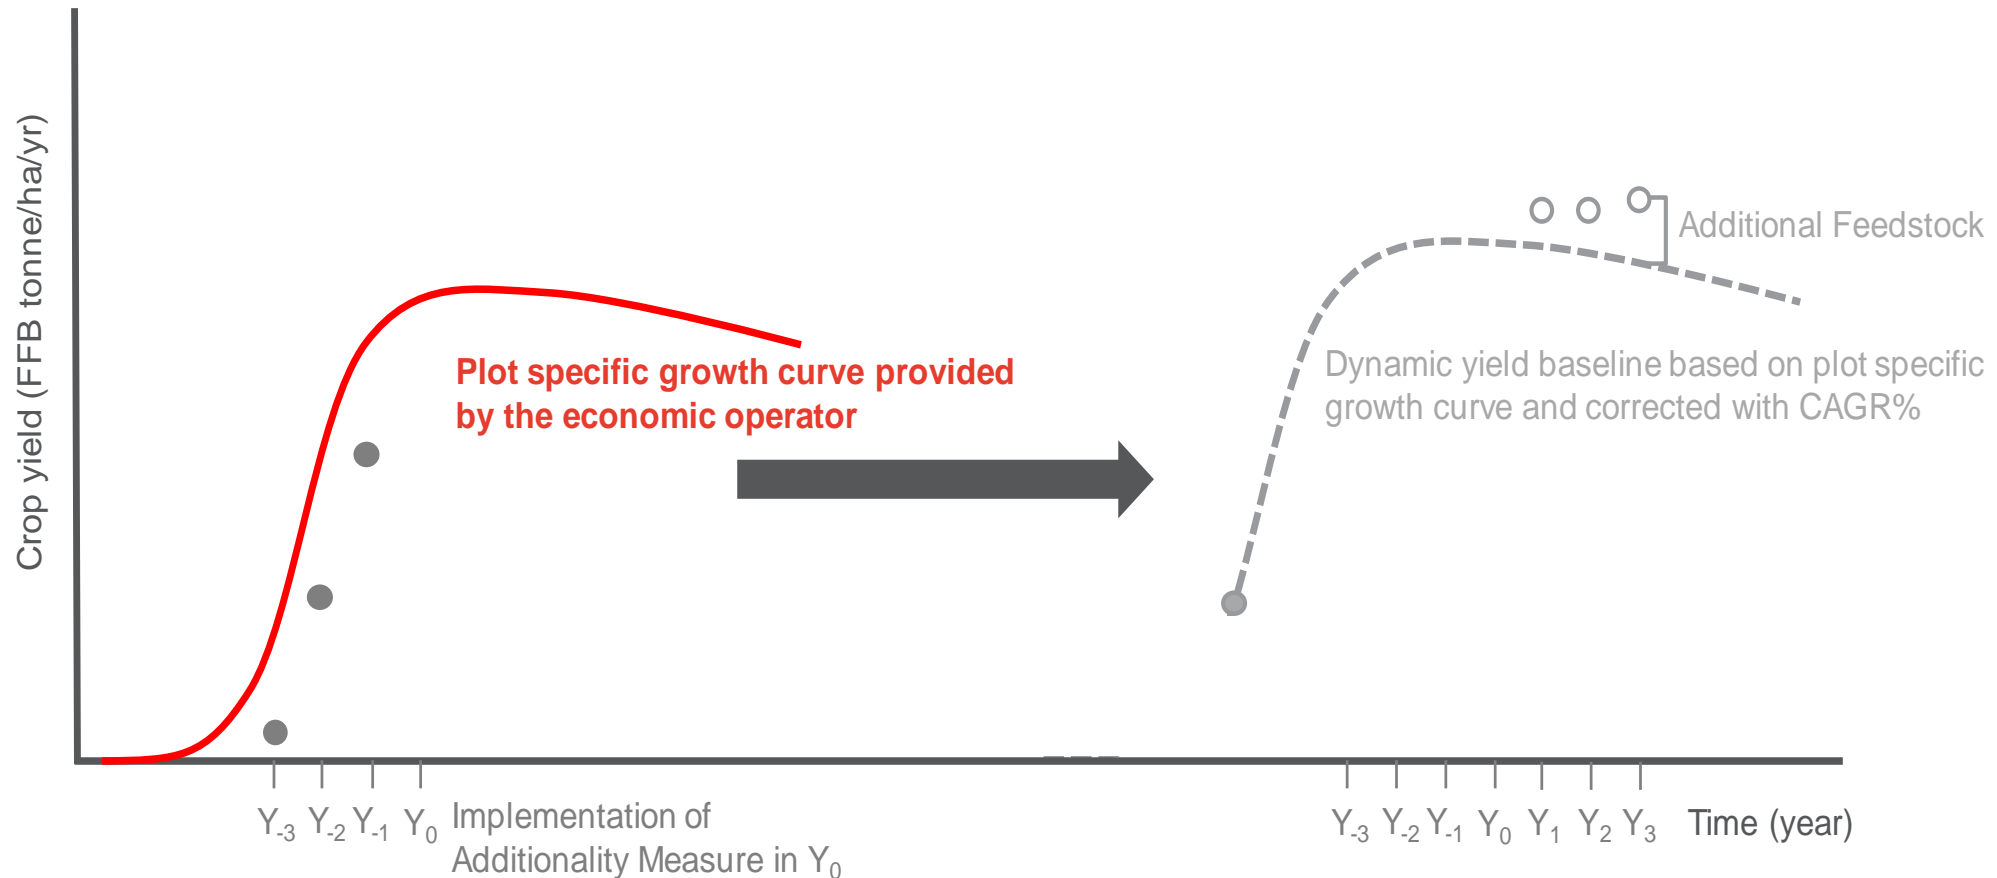 Crop yield (FFB tonne/ha/yr)
Additional Feedstock
Plot specific growth curve provided
by the economic operator
Dynamic yield baseline based on plot specific
growth curve and corrected with CAGR%
Y-3 Y-2 Y-1 Y0 Implementation of
Additionality Measure in Y0
Y-3 Y-2 Y-1 Y0 Y1 Y2 Y3 Time (year)